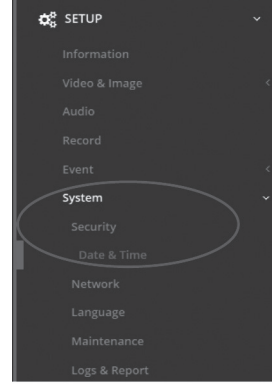 SETUP
Information
Video & Image
Audio
Record
Event
System
Security
Date & Time
Network
Language
Maintenance
Logs & Report